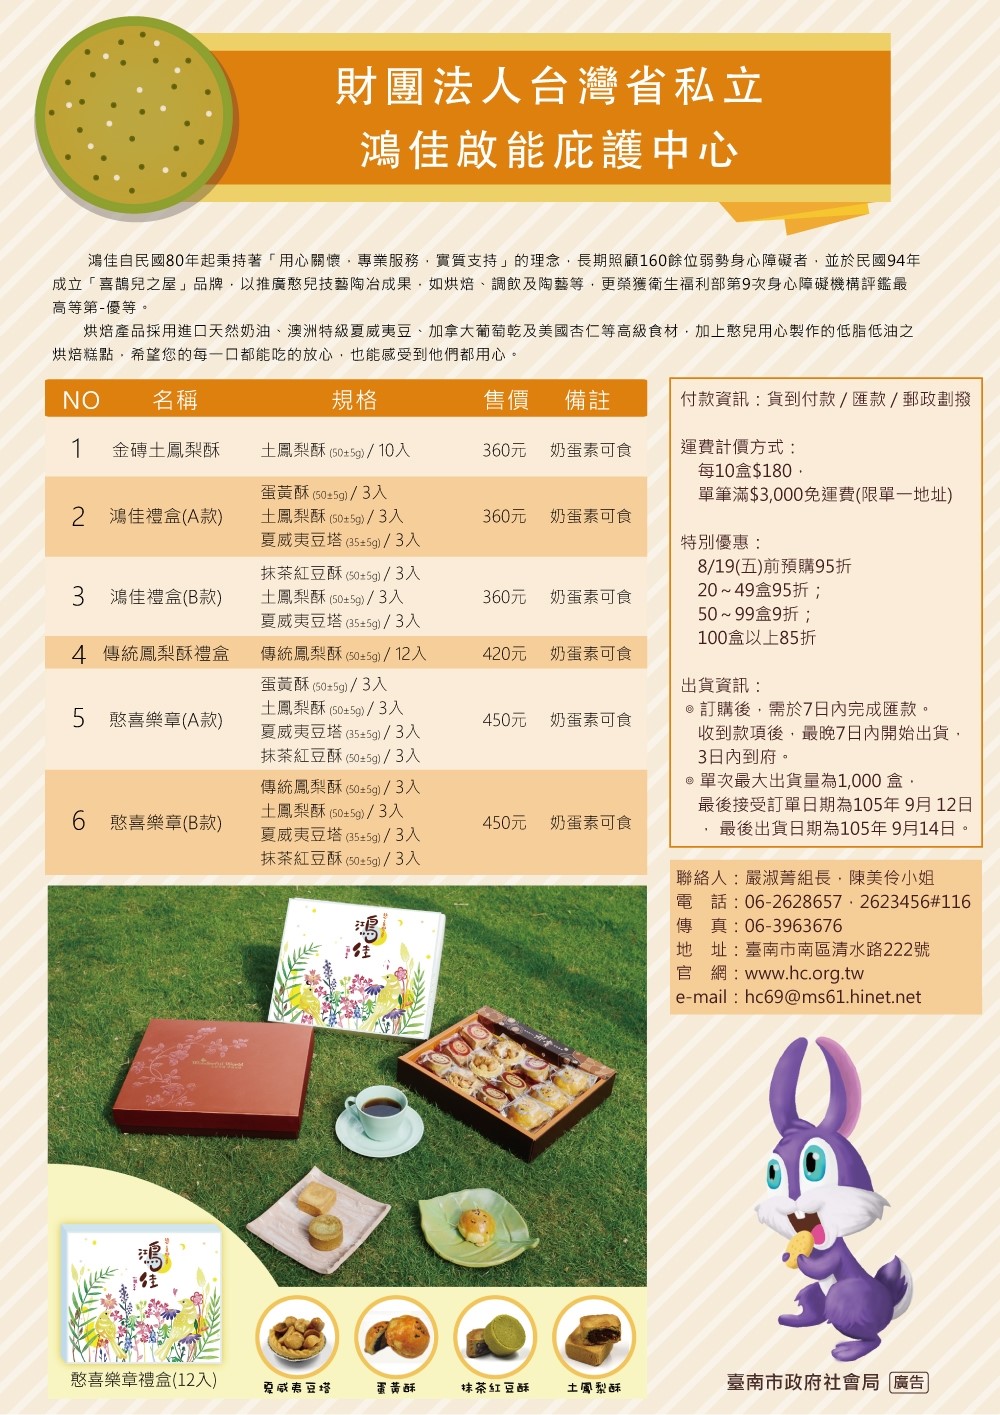 財團法人台灣省私立
鴻佳啟能庇護中心
鴻佳自民國80年起秉持著「用心關懷，專業服務，實質支持」的理念，長期照顧160餘位弱勢身心障礙者，並於民國94年
成立「喜鵲兒之屋」品牌，以推廣憨兒技藝陶冶成果，如烘焙、調飲及陶藝等，更榮獲衛生福利部第9次身心障礙機構評鑑最
高等第-優等。
烘焙產品採用進口天然奶油、澳洲特級夏威夷豆、加拿大葡萄乾及美國杏仁等高級食材，加上憨兒用心製作的低脂低油之
烘焙糕點，希望您的每一口都能吃的放心，也能感受到他們都用心。
NO 名稱 規格 售價 備註
1 金磚土鳳梨酥 土鳳梨酥 (50±5g) / 10入 360元 奶蛋素可食
蛋黃酥 (50±5g) / 3入
2 鴻佳禮盒(A款) 土鳳梨酥 (50±5g) / 3入 360元 奶蛋素可食
夏威夷豆塔 (35±5g) / 3入
抹茶紅豆酥 (50±5g) / 3入
3 鴻佳禮盒(B款) 土鳳梨酥 (50±5g) / 3入 360元 奶蛋素可食
夏威夷豆塔 (35±5g) / 3入
4 傳統鳳梨酥禮盒 傳統鳳梨酥 (50±5g) / 12入 420元 奶蛋素可食
蛋黃酥 (50±5g) / 3入
土鳳梨酥 (50±5g) / 3入
5 憨喜樂章(A款) 夏威夷豆塔 (35±5g) / 3入 450元 奶蛋素可食
抹茶紅豆酥 (50±5g) / 3入
傳統鳳梨酥 (50±5g) / 3入
土鳳梨酥 (50±5g) / 3入
6 憨喜樂章(B款) 夏威夷豆塔 (35±5g) / 3入 450元 奶蛋素可食
抹茶紅豆酥 (50±5g) / 3入
付款資訊：貨到付款 / 匯款 / 郵政劃撥
運費計價方式：
每10盒$180，
單筆滿$3,000免運費(限單一地址)
特別優惠：
8/19(五)前預購95折
20～49盒95折；
50～99盒9折；
100盒以上85折
出貨資訊：
◎訂購後，需於7日內完成匯款。
收到款項後，最晚7日內開始出貨，
3日內到府。
◎單次最大出貨量為1,000 盒，
最後接受訂單日期為105年 9月 12日
，最後出貨日期為105年 9月14日。
聯絡人：嚴淑菁組長，陳美伶小姐
電　話：06-2628657，2623456#116
傳　真：06-3963676
地　址：臺南市南區清水路222號
官　網：www.hc.org.tw
e-mail：hc69@ms61.hinet.net
鴻佳
Wonderful World
鴻佳
憨喜樂章禮盒(12入)
夏威夷豆塔
蛋黃酥
抹茶紅豆酥
土鳳梨酥
臺南市政府社會局 廣告